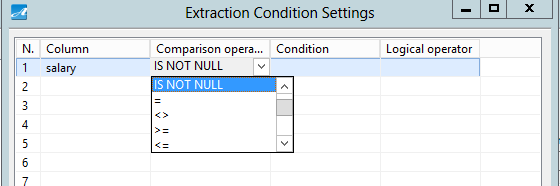 Extraction Condition Settings
N. Column Comparison opera... Condition Logical operator
1 salary IS NOT NULL
2 IS NOT NULL
3 =
4 <>
5 >=
6 <=
7